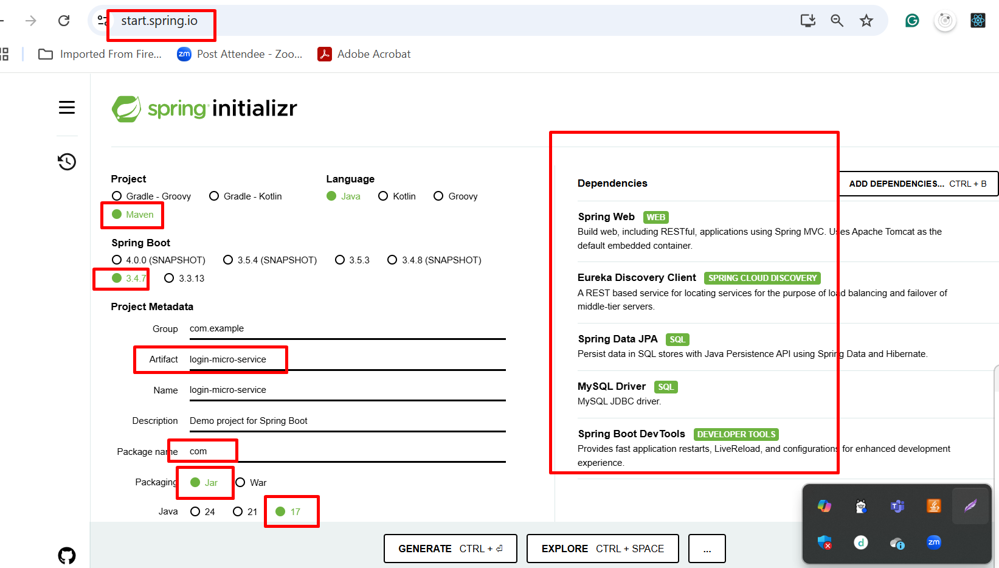 start.spring.io
Imported From Fire...
zm
Post Attendee - Zoo...
Adobe Acrobat
spring initializr
Project
Gradle - Groovy
Gradle - Kotlin
Maven
Language
Java
Kotlin
Groovy
Spring Boot
4.0.0 (SNAPSHOT)
3.5.4 (SNAPSHOT)
3.5.3
3.4.8 (SNAPSHOT)
3.4.7
3.3.13
Project Metadata
Group com.example
Artifact login-micro-service
Name login-micro-service
Description Demo project for Spring Boot
Package name com
Packaging Jar War
Java 24 21 17
Dependencies
ADD DEPENDENCIES... CTRL + B
Spring Web WEB
Build web, including RESTful, applications using Spring MVC. Uses Apache Tomcat as the
default embedded container.
Eureka Discovery Client SPRING CLOUD DISCOVERY
A REST based service for locating services for the purpose of load balancing and failover of
middle-tier servers.
Spring Data JPA SQL
Persist data in SQL stores with Java Persistence API using Spring Data and Hibernate.
MySQL Driver SQL
MySQL JDBC driver.
Spring Boot DevTools DEVELOPER TOOLS
Provides fast application restarts, LiveReload, and configurations for enhanced development
experience.
GENERATE CTRL + ⏎
EXPLORE CTRL + SPACE
...
T
d
zm